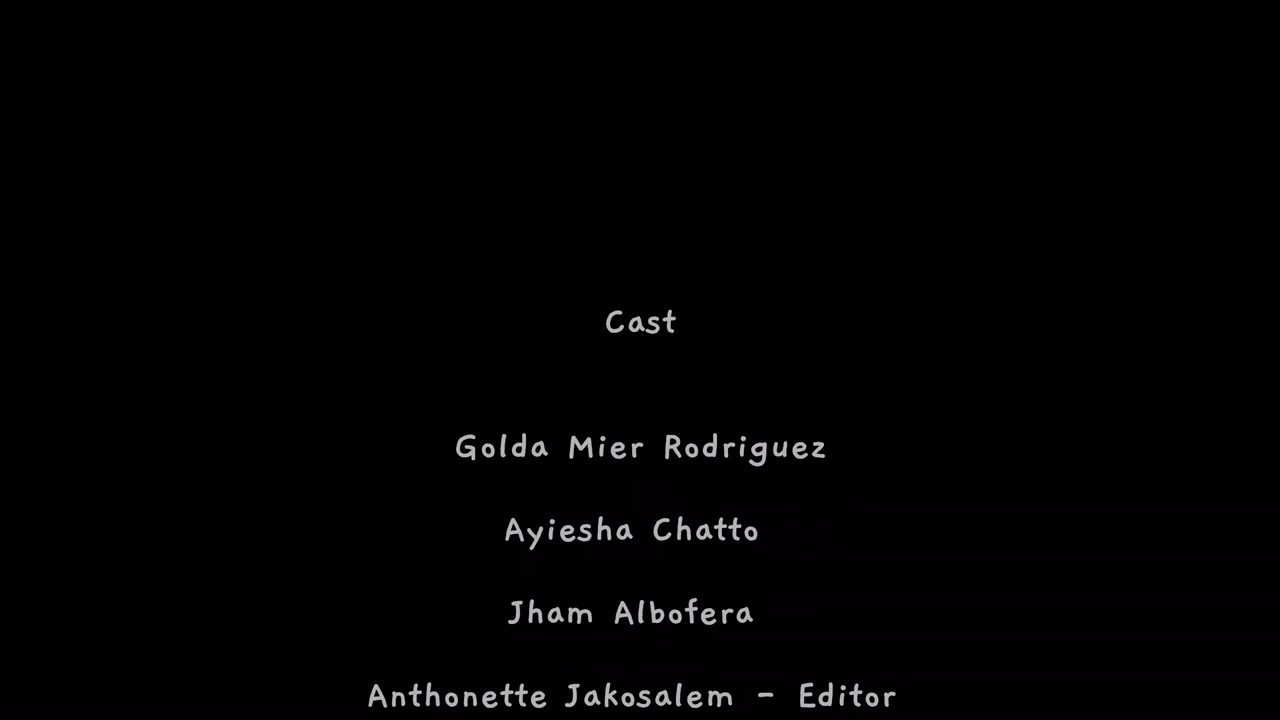 Cast
Golda Mier Rodriguez
Ayiesha Chatto
Jham Albofera
Anthonette Jakosalem - Editor